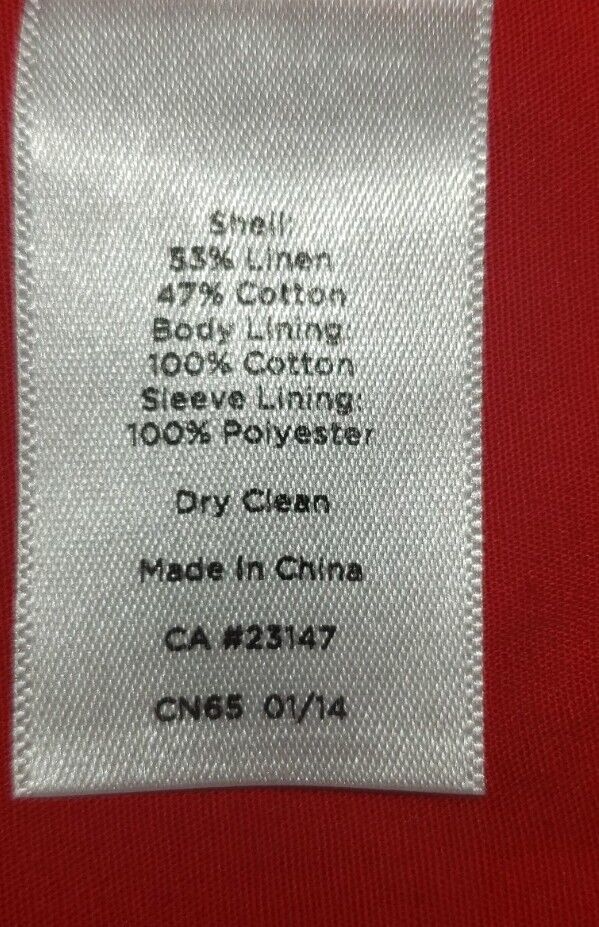 Shell:
53% Linen
47% Cotton
Body Lining:
100% Cotton
Sleeve Lining:
100% Polyester
Dry Clean
Made In China
CA #23147
CN65 01/14